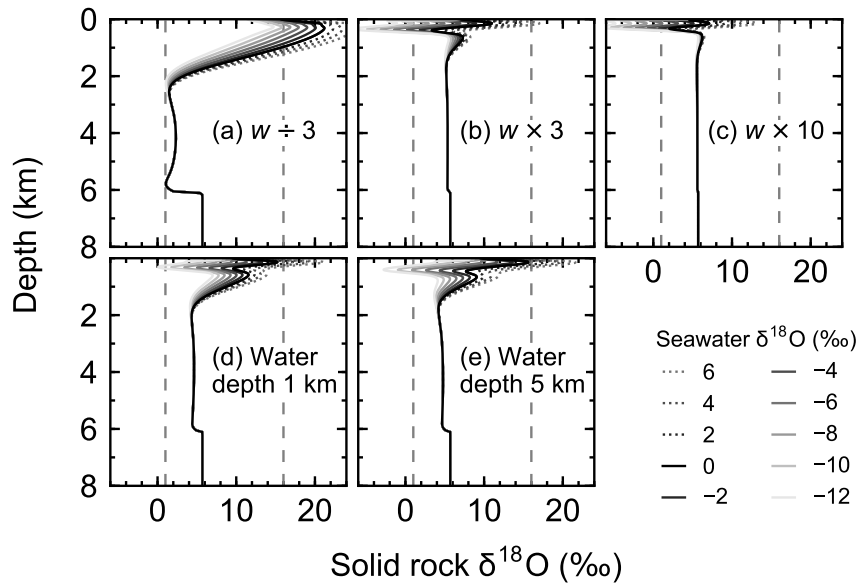 0
2
4
6
8
(a) w ÷ 3
(b) w × 3
(c) w × 10
0
10
20
Depth (km)
0
2
4
6
8
(d) Water
depth 1 km
(e) Water
depth 5 km
0
10
20
0
10
20
Solid rock δ¹⁸O (‰)
Seawater δ¹⁸O (‰)
6
4
2
0
−2
−4
−6
−8
−10
−12